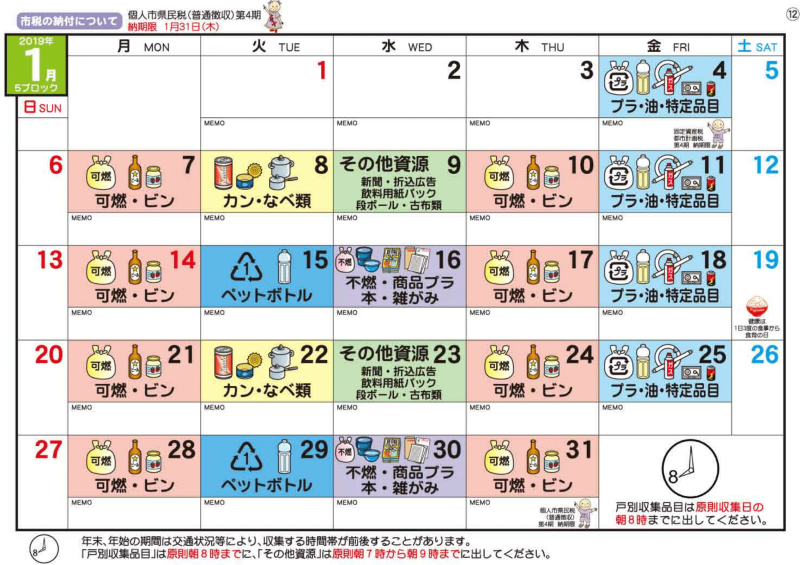 市税の納付について
個人市県民税(普通徴収)第4期
納期限 1月31日(木)
⑫
2019年
1月
5ブロック
日 SUN
月 MON
火 TUE
水 WED
木 THU
金 FRI
土 SAT
1
MEMO
2
MEMO
3
MEMO
4
プラ
プラ・油・特定品目
MEMO
固定資産税
都市計画税
第4期 納期限
5
6
7
可燃
可燃・ビン
MEMO
8
カン・なべ類
MEMO
その他資源 9
新聞・折込広告
飲料用紙パック
段ボール・古布類
MEMO
10
可燃
可燃・ビン
MEMO
11
プラ
プラ・油・特定品目
MEMO
12
13
14
可燃
可燃・ビン
MEMO
15
1
ペットボトル
MEMO
16
不燃
不燃・商品プラ
本・雑がみ
MEMO
17
可燃
可燃・ビン
MEMO
18
プラ
プラ・油・特定品目
MEMO
19
健康は
1日3度の食事から
食育の日
20
21
可燃
可燃・ビン
MEMO
22
カン・なべ類
MEMO
その他資源 23
新聞・折込広告
飲料用紙パック
段ボール・古布類
MEMO
24
可燃
可燃・ビン
MEMO
25
プラ
プラ・油・特定品目
MEMO
26
27
28
可燃
可燃・ビン
MEMO
29
1
ペットボトル
MEMO
30
不燃
不燃・商品プラ
本・雑がみ
MEMO
31
可燃
可燃・ビン
MEMO
個人市県民税
(普通徴収)
第4期 納期限
8
戸別収集品目は原則収集日の
朝8時までに出してください。
8
年末、年始の期間は交通状況等により、収集する時間帯が前後することがあります。
「戸別収集品目」は原則朝8時までに、「その他資源」は原則朝7時から朝9時までに出してください。